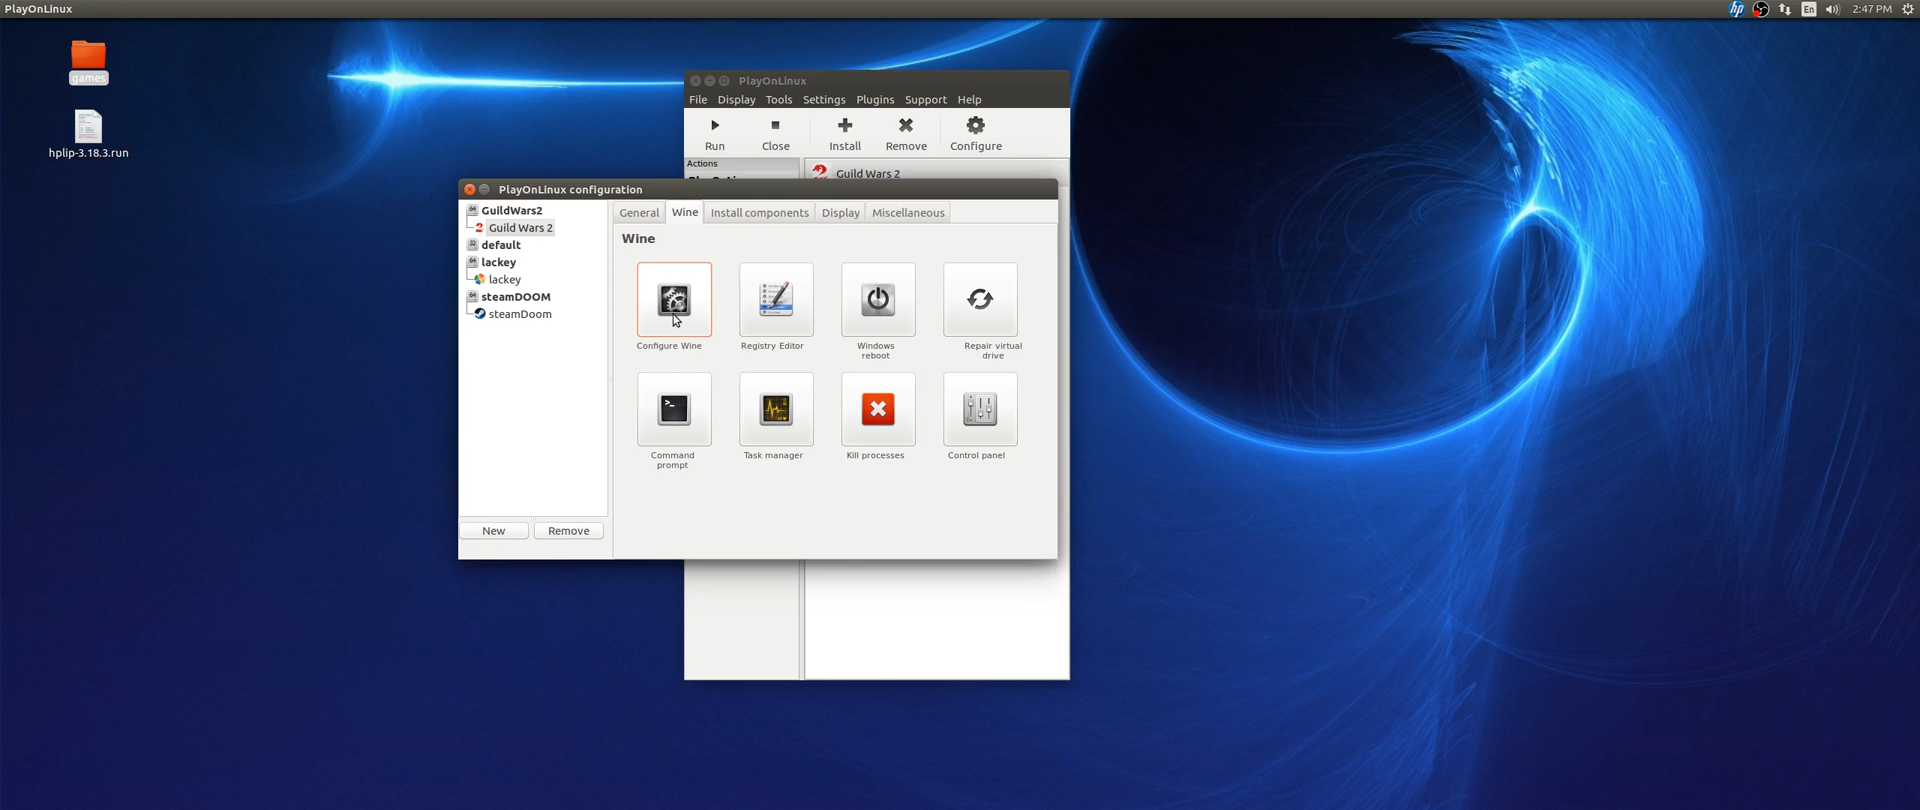 PlayOnLinux
hp
En
2:47 PM
games
hplip-3.18.3.run
PlayOnLinux
File Display Tools Settings Plugins Support Help
Run Close Install Remove Configure
Actions
Guild Wars 2
PlayOnLinux configuration
GuildWars2
Guild Wars 2
default
lackey
lackey
steamDOOM
steamDoom
New Remove
General Wine Install components Display Miscellaneous
Wine
Configure Wine
Registry Editor
Windows
reboot
Repair virtual
drive
Command
prompt
Task manager
Kill processes
Control panel